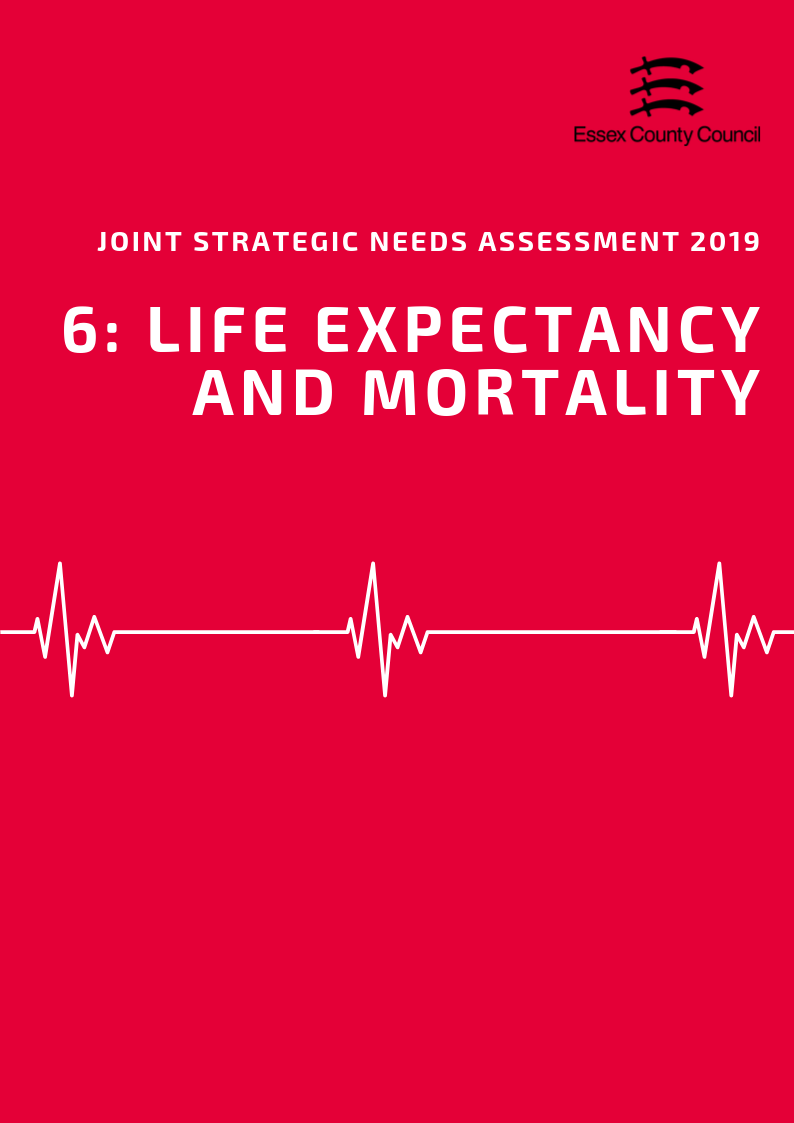 Essex County Council
JOINT STRATEGIC NEEDS ASSESSMENT 2019
6: LIFE EXPECTANCY
AND MORTALITY